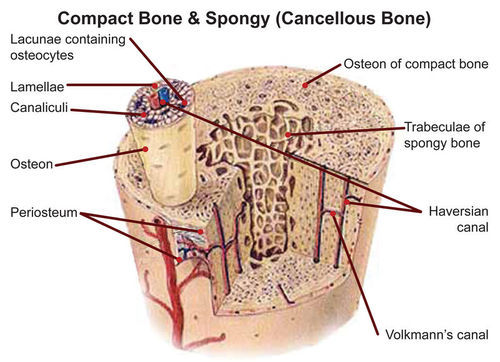 Compact Bone & Spongy (Cancellous Bone)
Lacunae containing
osteocytes
Lamellae
Canaliculi
Osteon
Periosteum
Osteon of compact bone
Trabeculae of
spongy bone
Haversian
canal
Volkmann's canal